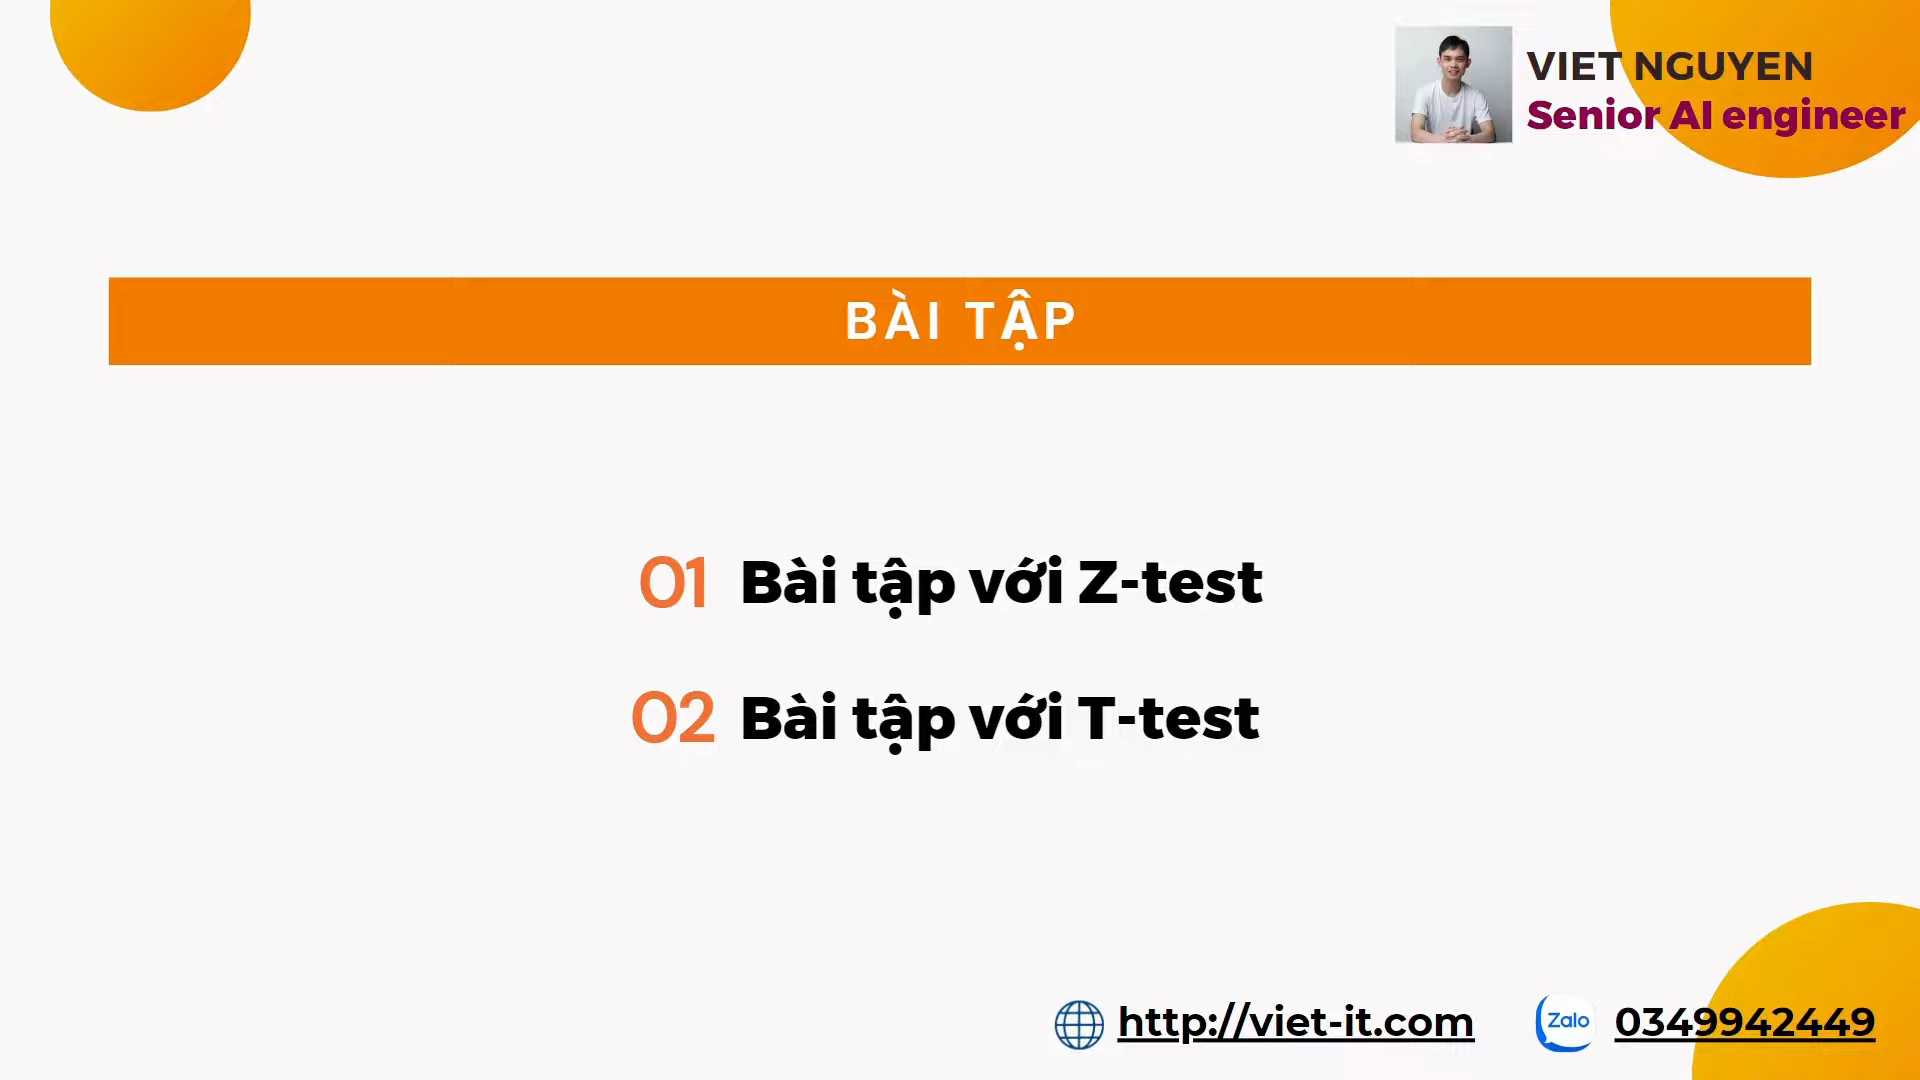 VIET NGUYEN
Senior AI engineer
BÀI TẬP
01 Bài tập với Z-test
02 Bài tập với T-test
http://viet-it.com
Zalo 0349942449